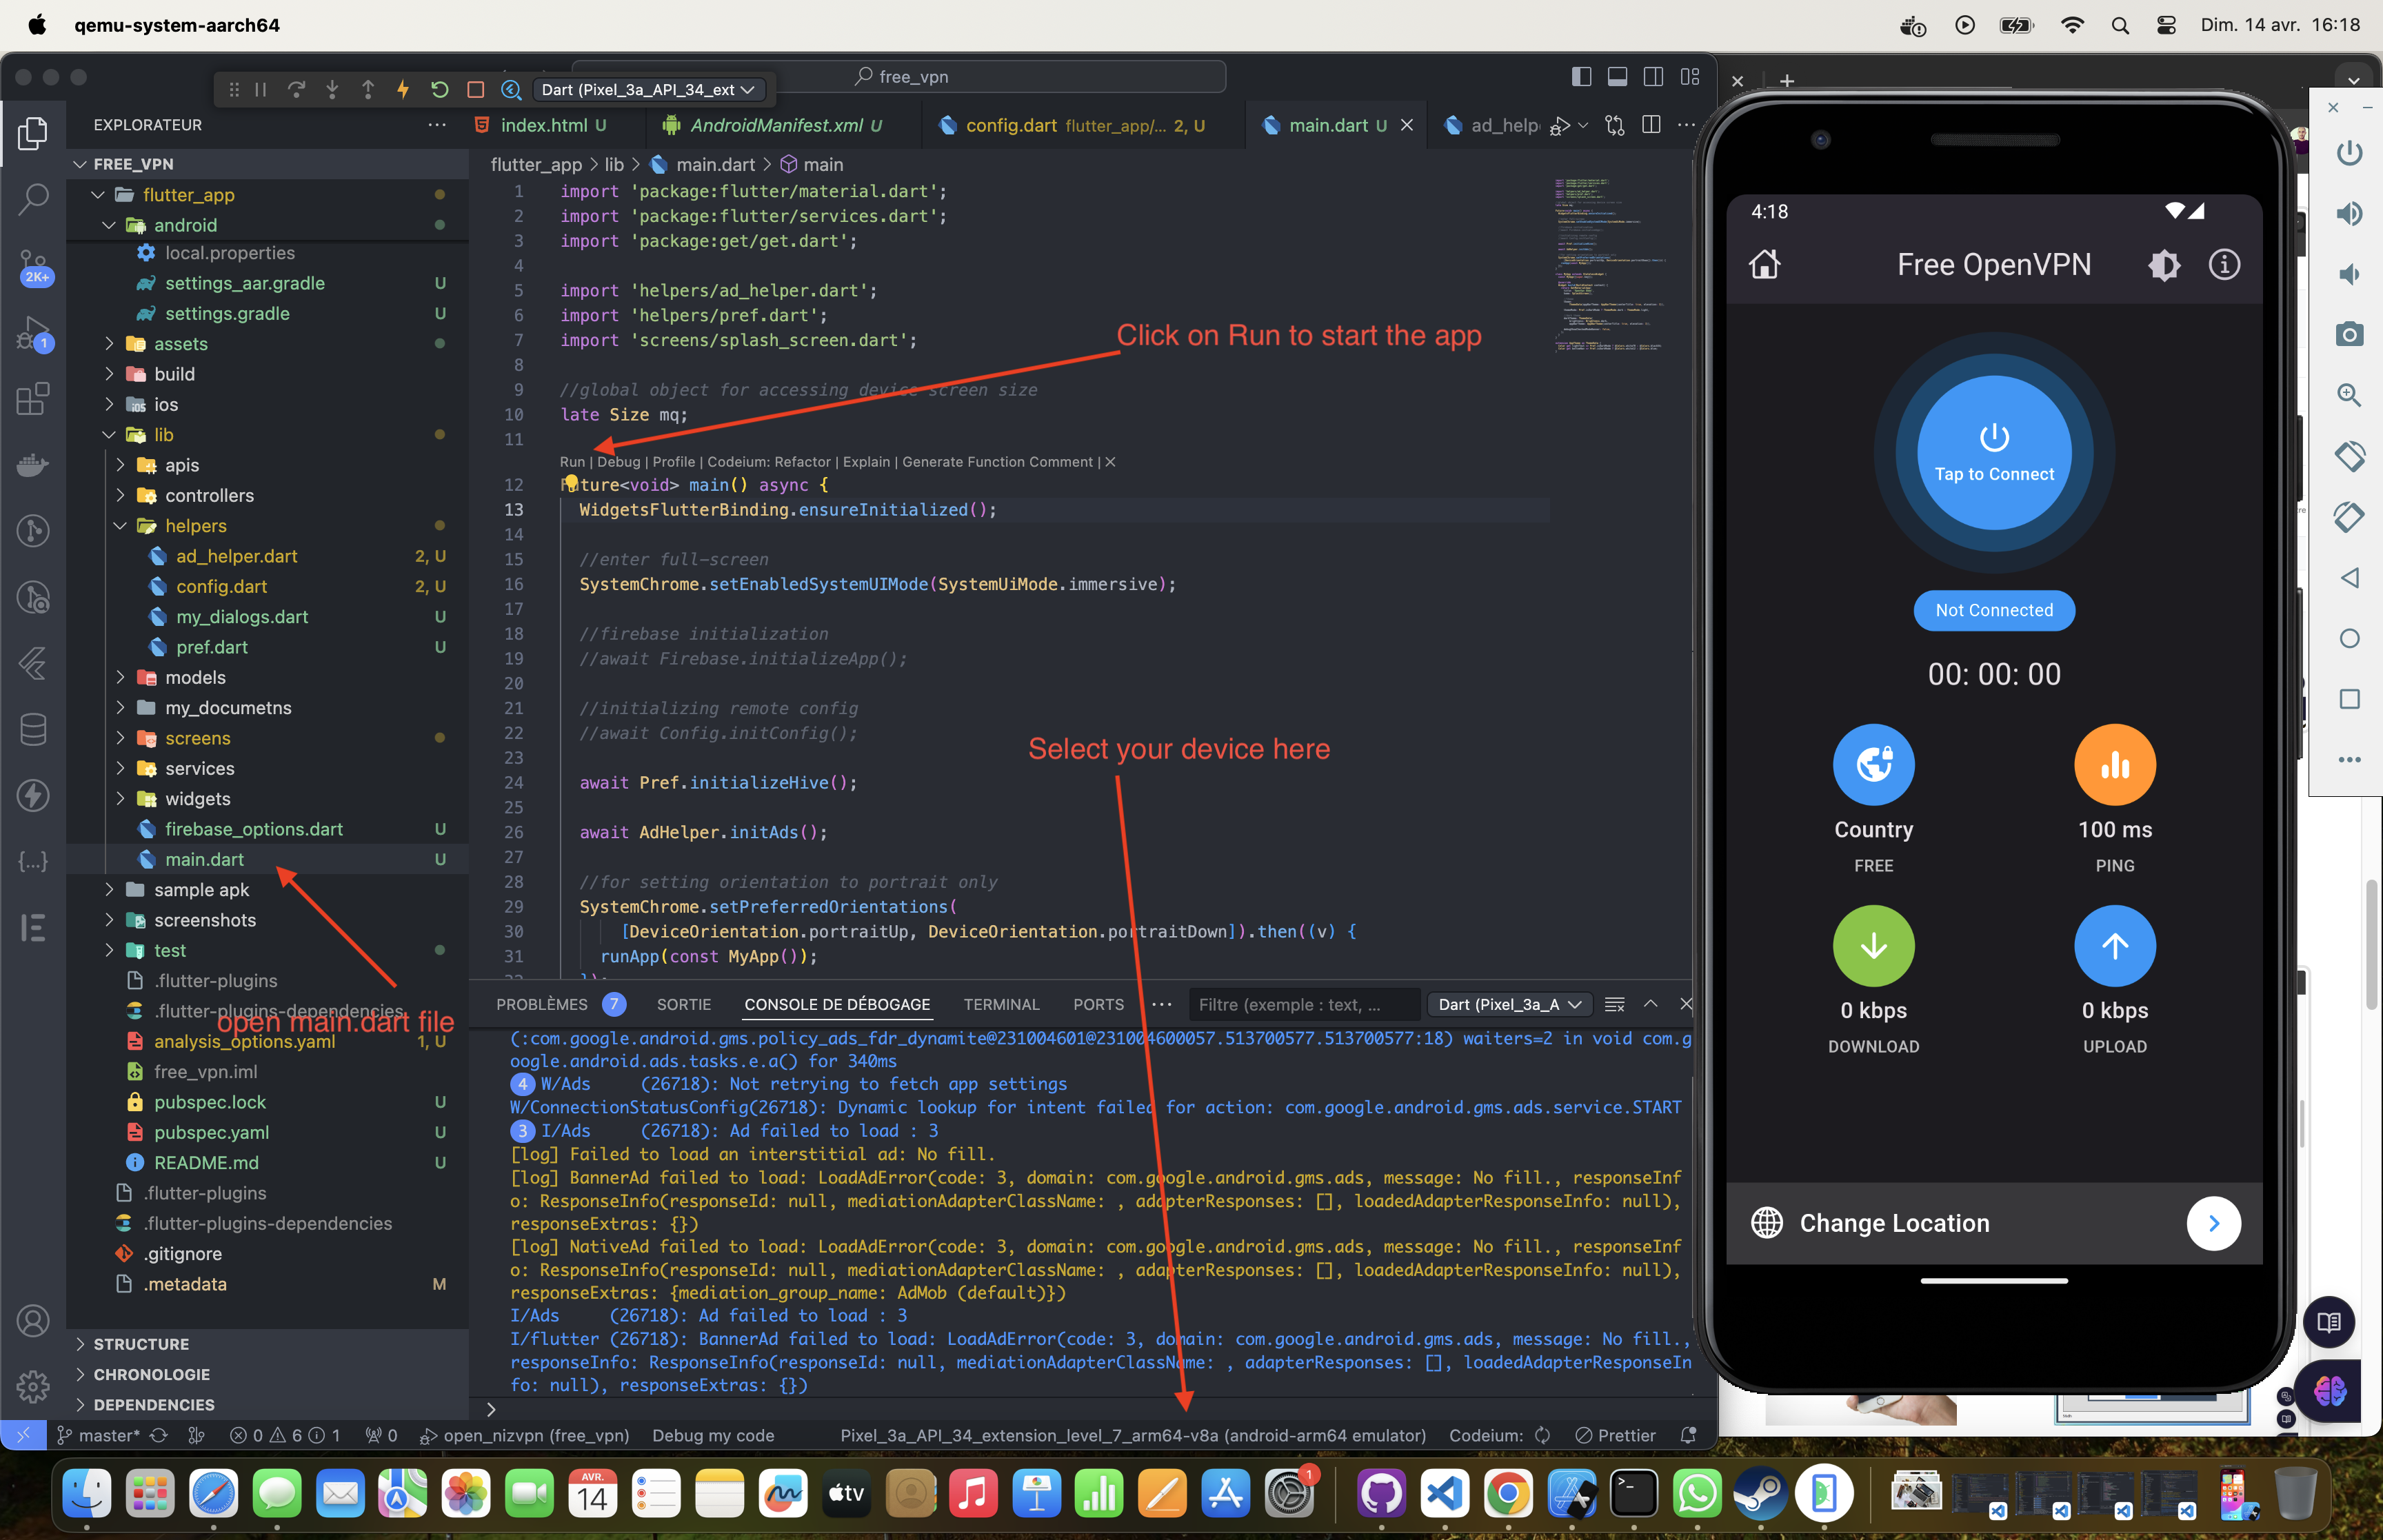 qemu-system-aarch64
Dim. 14 avr. 16:18
free_vpn
Dart (Pixel_3a_API_34_ext
EXPLORATEUR
index.html U
AndroidManifest.xml U
config.dart flutter_app/... 2, U
main.dart U
ad_help
FREE_VPN
flutter_app
android
local.properties
settings_aar.gradle U
settings.gradle U
assets
build
ios
lib
apis
controllers
helpers
ad_helper.dart 2, U
config.dart 2, U
my_dialogs.dart U
pref.dart U
models
my_documetns
screens
services
widgets
firebase_options.dart U
main.dart U
sample apk
screenshots
test
.flutter-plugins
.flutter-plugins-dependencies
open main.dart file
analysis_options.yaml 1, U
free_vpn.iml
pubspec.lock U
pubspec.yaml U
README.md U
.flutter-plugins
.flutter-plugins-dependencies
.gitignore
.metadata M
STRUCTURE
CHRONOLOGIE
DEPENDENCIES
2K+
1
flutter_app > lib > main.dart > main
1 import 'package:flutter/material.dart';
2 import 'package:flutter/services.dart';
3 import 'package:get/get.dart';
4
5 import 'helpers/ad_helper.dart';
6 import 'helpers/pref.dart';
7 import 'screens/splash_screen.dart';
Click on Run to start the app
8
9 //global object for accessing device screen size
10 late Size mq;
11
Run | Debug | Profile | Codeium: Refactor | Explain | Generate Function Comment | ×
12 Future<void> main() async {
13 WidgetsFlutterBinding.ensureInitialized();
14
15 //enter full-screen
16 SystemChrome.setEnabledSystemUIMode(SystemUiMode.immersive);
17
18 //firebase initialization
19 //await Firebase.initializeApp();
20
21 //initializing remote config
22 //await Config.initConfig();
Select your device here
23
24 await Pref.initializeHive();
25
26 await AdHelper.initAds();
27
28 //for setting orientation to portrait only
29 SystemChrome.setPreferredOrientations(
30 [DeviceOrientation.portraitUp, DeviceOrientation.portraitDown]).then((v) {
31 runApp(const MyApp());
PROBLÈMES 7 SORTIE CONSOLE DE DÉBOGAGE TERMINAL PORTS ... Filtre (exemple : text, ... Dart (Pixel_3a_A
(:com.google.android.gms.policy_ads_fdr_dynamite@231004601@231004600057.513700577.513700577:18) waiters=2 in void com.g
oogle.android.ads.tasks.e.a() for 340ms
4 W/Ads (26718): Not retrying to fetch app settings
W/ConnectionStatusConfig(26718): Dynamic lookup for intent failed for action: com.google.android.gms.ads.service.START
3 I/Ads (26718): Ad failed to load : 3
[log] Failed to load an interstitial ad: No fill.
[log] BannerAd failed to load: LoadAdError(code: 3, domain: com.google.android.gms.ads, message: No fill., responseInf
o: ResponseInfo(responseId: null, mediationAdapterClassName: , adapterResponses: [], loadedAdapterResponseInfo: null),
responseExtras: {})
[log] NativeAd failed to load: LoadAdError(code: 3, domain: com.google.android.gms.ads, message: No fill., responseInf
o: ResponseInfo(responseId: null, mediationAdapterClassName: , adapterResponses: [], loadedAdapterResponseInfo: null),
responseExtras: {mediation_group_name: AdMob (default)})
I/Ads (26718): Ad failed to load : 3
I/flutter (26718): BannerAd failed to load: LoadAdError(code: 3, domain: com.google.android.gms.ads, message: No fill.,
responseInfo: ResponseInfo(responseId: null, mediationAdapterClassName: , adapterResponses: [], loadedAdapterResponseIn
fo: null), responseExtras: {})
>
master* 0 6 1 0 open_nizvpn (free_vpn) Debug my code Pixel_3a_API_34_extension_level_7_arm64-v8a (android-arm64 emulator) Codeium: Prettier
4:18
Free OpenVPN
Tap to Connect
Not Connected
00: 00: 00
Country
FREE
100 ms
PING
0 kbps
DOWNLOAD
0 kbps
UPLOAD
Change Location
AVR.
14
tv
1